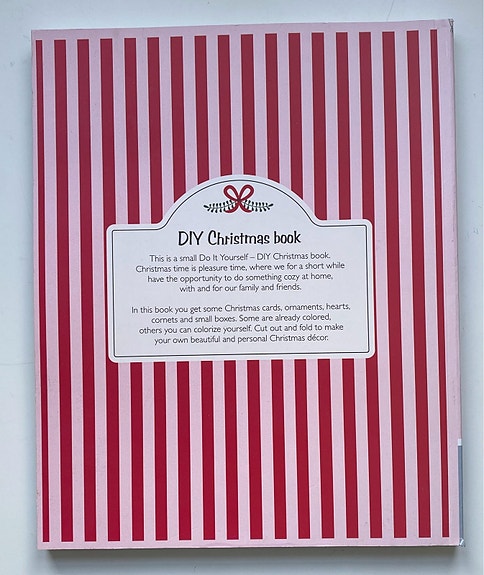 DIY Christmas book
This is a small Do It Yourself – DIY Christmas book.
Christmas time is pleasure time, where we for a short while
have the opportunity to do something cozy at home,
with and for our family and friends.
In this book you get some Christmas cards, ornaments, hearts,
cornets and small boxes. Some are already colored,
others you can colorize yourself. Cut out and fold to make
your own beautiful and personal Christmas décor.